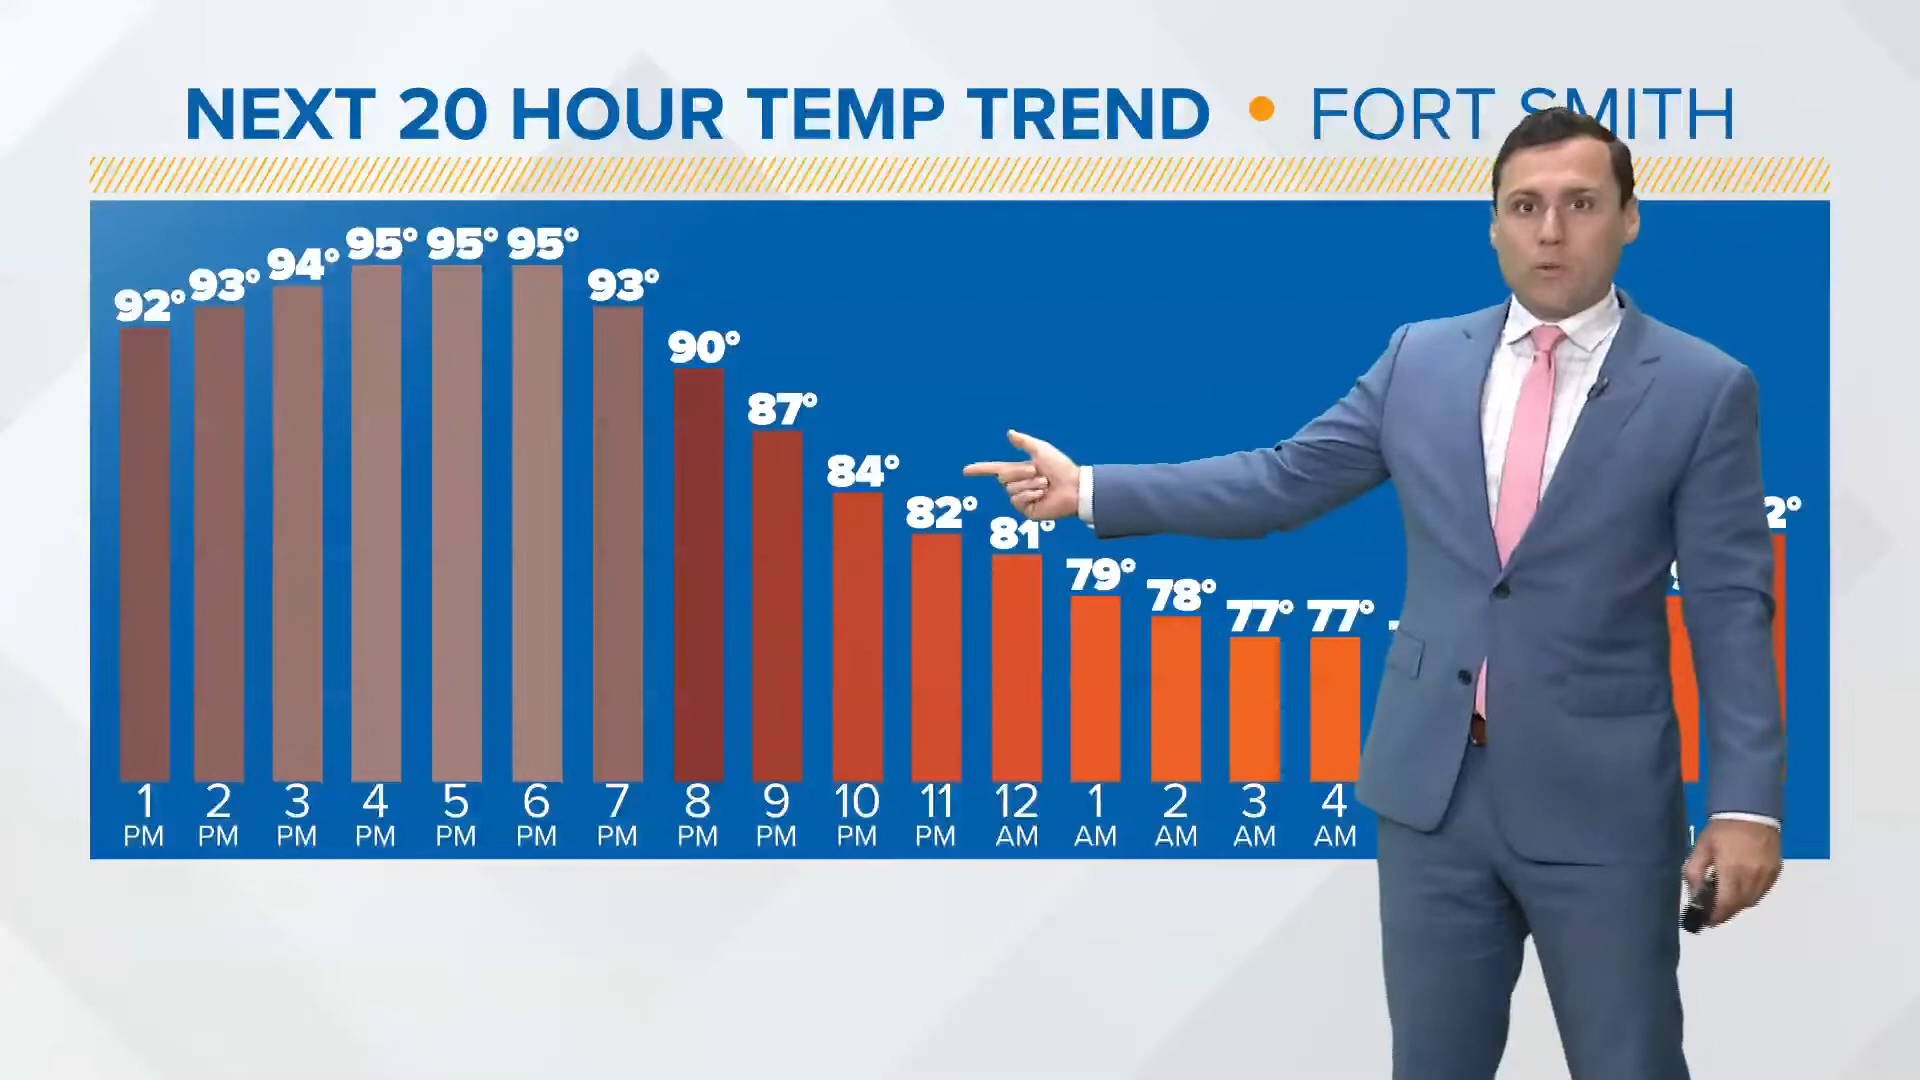 NEXT 20 HOUR TEMP TREND • FORT SMITH
92° 93° 94° 95° 95° 95° 93° 90° 87° 84° 82° 81° 79° 78° 77° 77°
1 2 3 4 5 6 7 8 9 10 11 12 1 2 3 4
PM PM PM PM PM PM PM PM PM PM PM AM AM AM AM AM